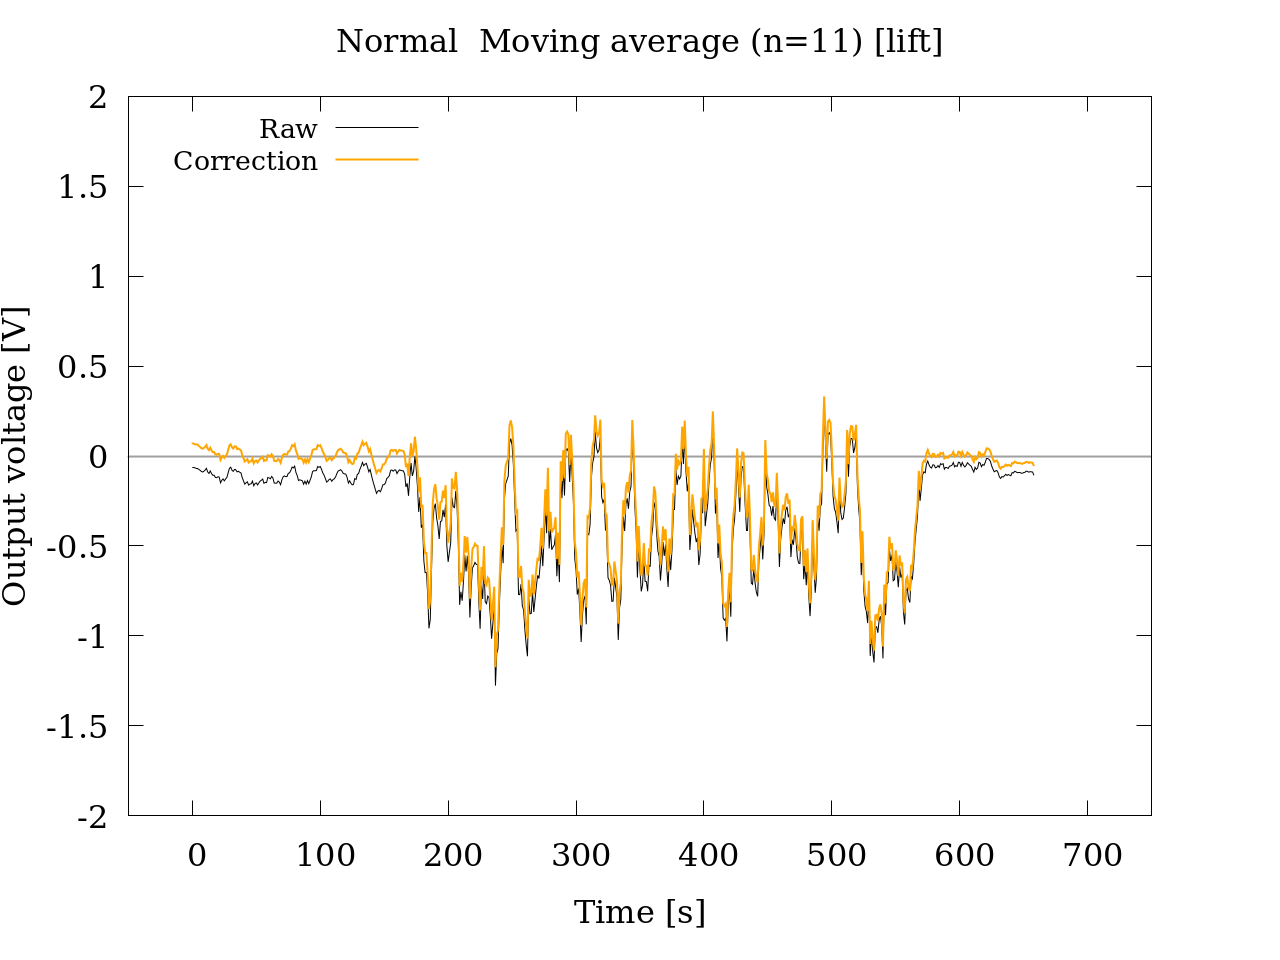 Normal  Moving average (n=11) [lift]
Raw
Correction
2
1.5
1
0.5
0
-0.5
-1
-1.5
-2
Output voltage [V]
0 100 200 300 400 500 600 700
Time [s]